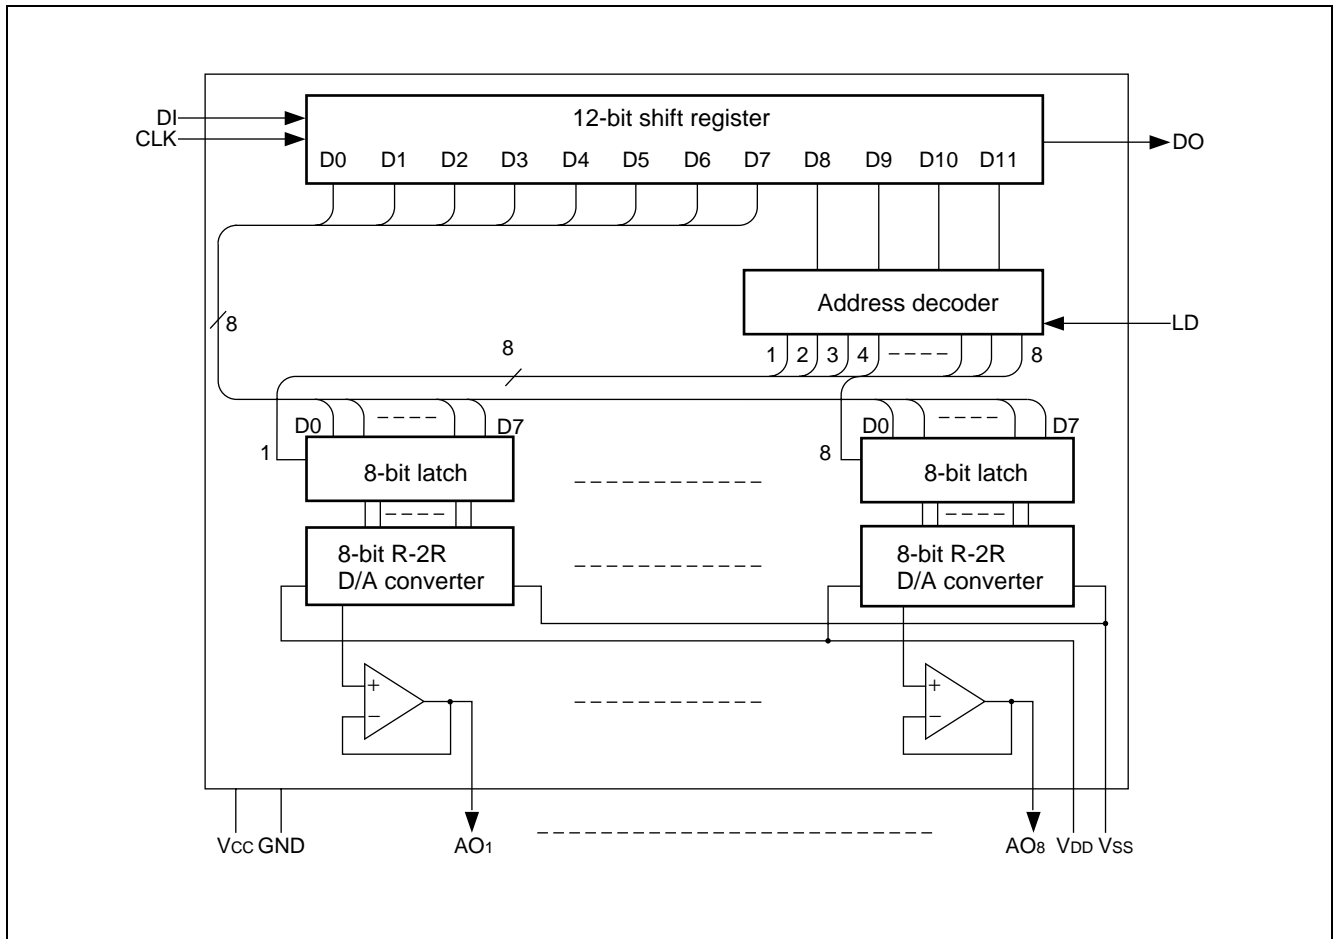 DI
CLK
12-bit shift register
D0 D1 D2 D3 D4 D5 D6 D7 D8 D9 D10 D11
DO
Address decoder
LD
8
1 2 3 4 8
8
D0 D7
1
8-bit latch
D0 D7
8
8-bit latch
8-bit R-2R
D/A converter
8-bit R-2R
D/A converter
+
−
+
−
VCC GND AO1 AO8 VDD VSS